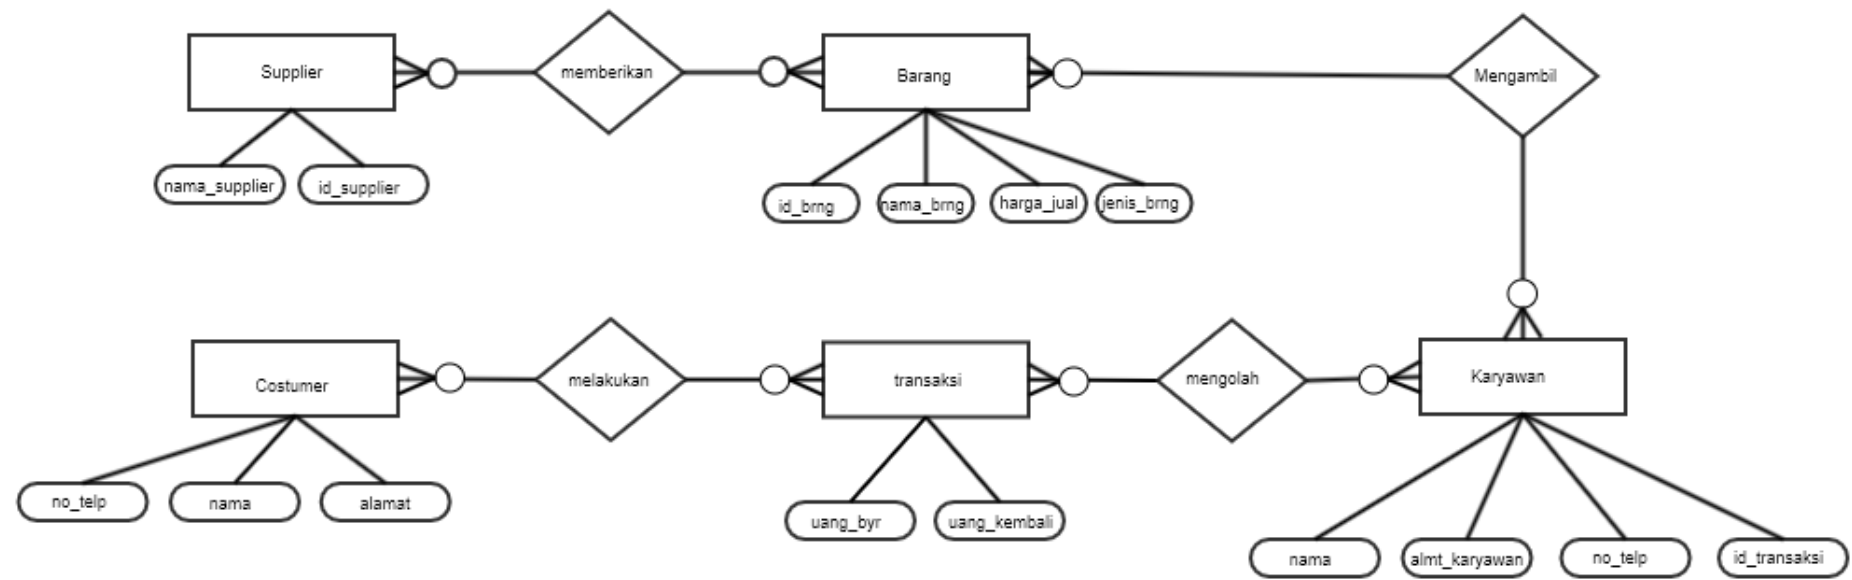 Supplier
memberikan
Barang
Mengambil
nama_supplier
id_supplier
id_brng
nama_brng
harga_jual
jenis_brng
Costumer
melakukan
transaksi
mengolah
Karyawan
no_telp
nama
alamat
uang_byr
uang_kembali
nama
almt_karyawan
no_telp
id_transaksi